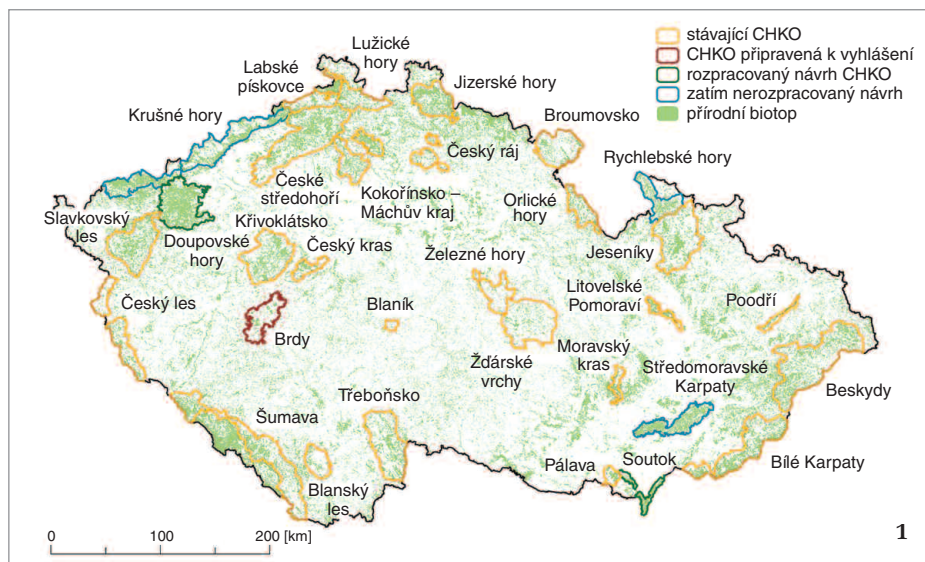 stávající CHKO
CHKO připravená k vyhlášení
rozpracovaný návrh CHKO
zatím nerozpracovaný návrh
přírodní biotop
Lužické
hory
Labské
pískovce
Jizerské hory
Krušné hory
Broumovsko
Český ráj
Rychlebské hory
České
středohoří
Kokořínsko –
Máchův kraj
Orlické
hory
Slavkovský
les
Křivoklátsko
Doupovské
hory
Český kras
Železné hory
Jeseníky
Litovelské
Pomoraví
Poodří
Český les
Blaník
Brdy
Žďárské
vrchy
Moravský
kras
Středomoravské
Karpaty
Beskydy
Třeboňsko
Šumava
Soutok
Pálava
Bílé Karpaty
Blanský
les
0 100 200 [km]
1